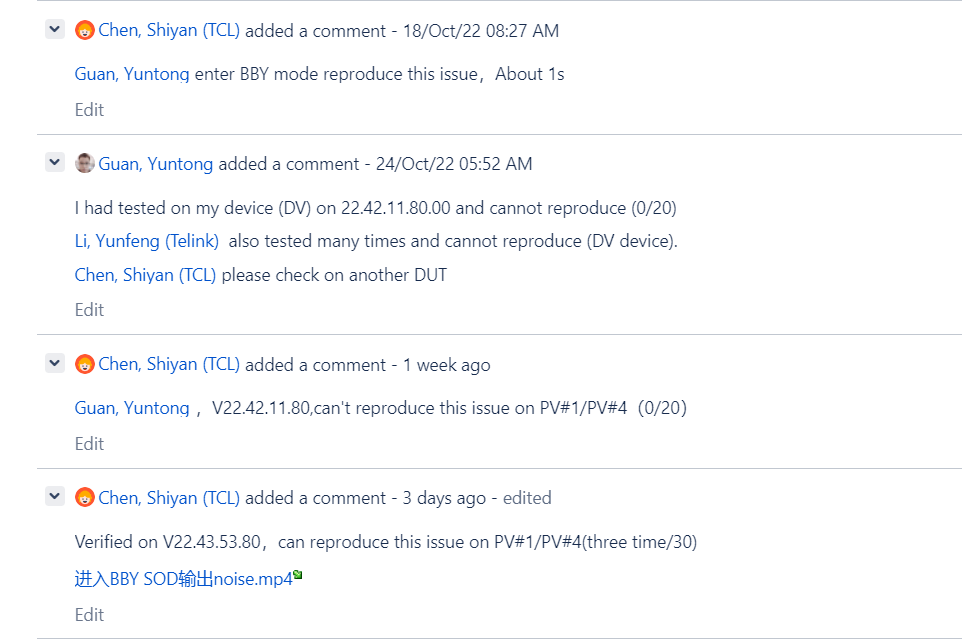 Chen, Shiyan (TCL) added a comment - 18/Oct/22 08:27 AM
Guan, Yuntong enter BBY mode reproduce this issue，About 1s
Edit
Guan, Yuntong added a comment - 24/Oct/22 05:52 AM
I had tested on my device (DV) on 22.42.11.80.00 and cannot reproduce (0/20)
Li, Yunfeng (Telink) also tested many times and cannot reproduce (DV device).
Chen, Shiyan (TCL) please check on another DUT
Edit
Chen, Shiyan (TCL) added a comment - 1 week ago
Guan, Yuntong ，V22.42.11.80,can't reproduce this issue on PV#1/PV#4（0/20）
Edit
Chen, Shiyan (TCL) added a comment - 3 days ago - edited
Verified on V22.43.53.80，can reproduce this issue on PV#1/PV#4(three time/30)
进入BBY SOD输出noise.mp4
Edit